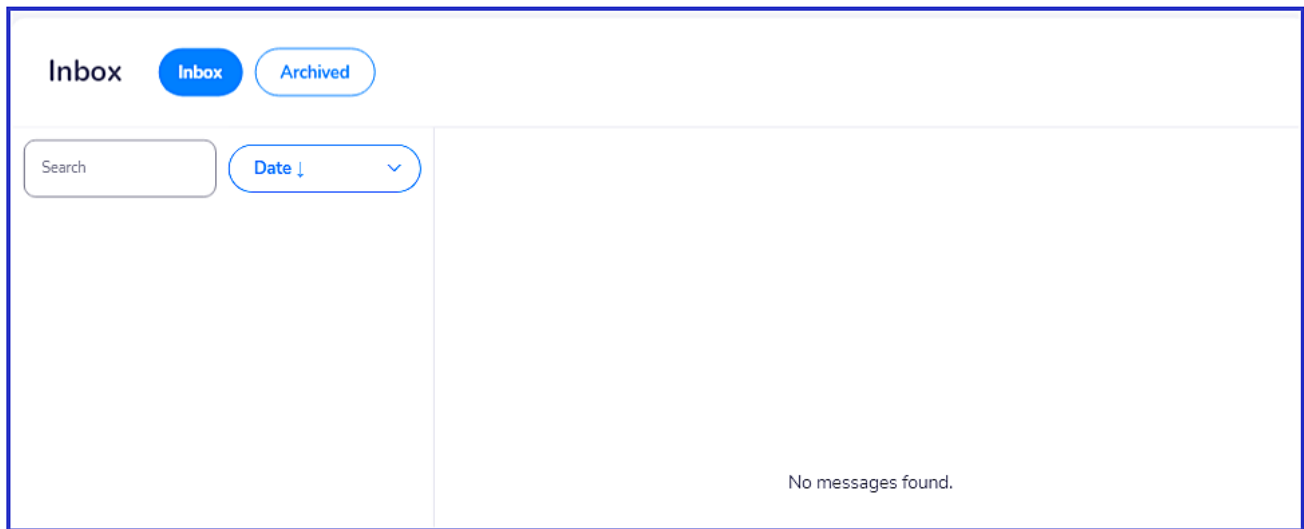 Inbox Inbox Archived
Search Date ↓
No messages found.